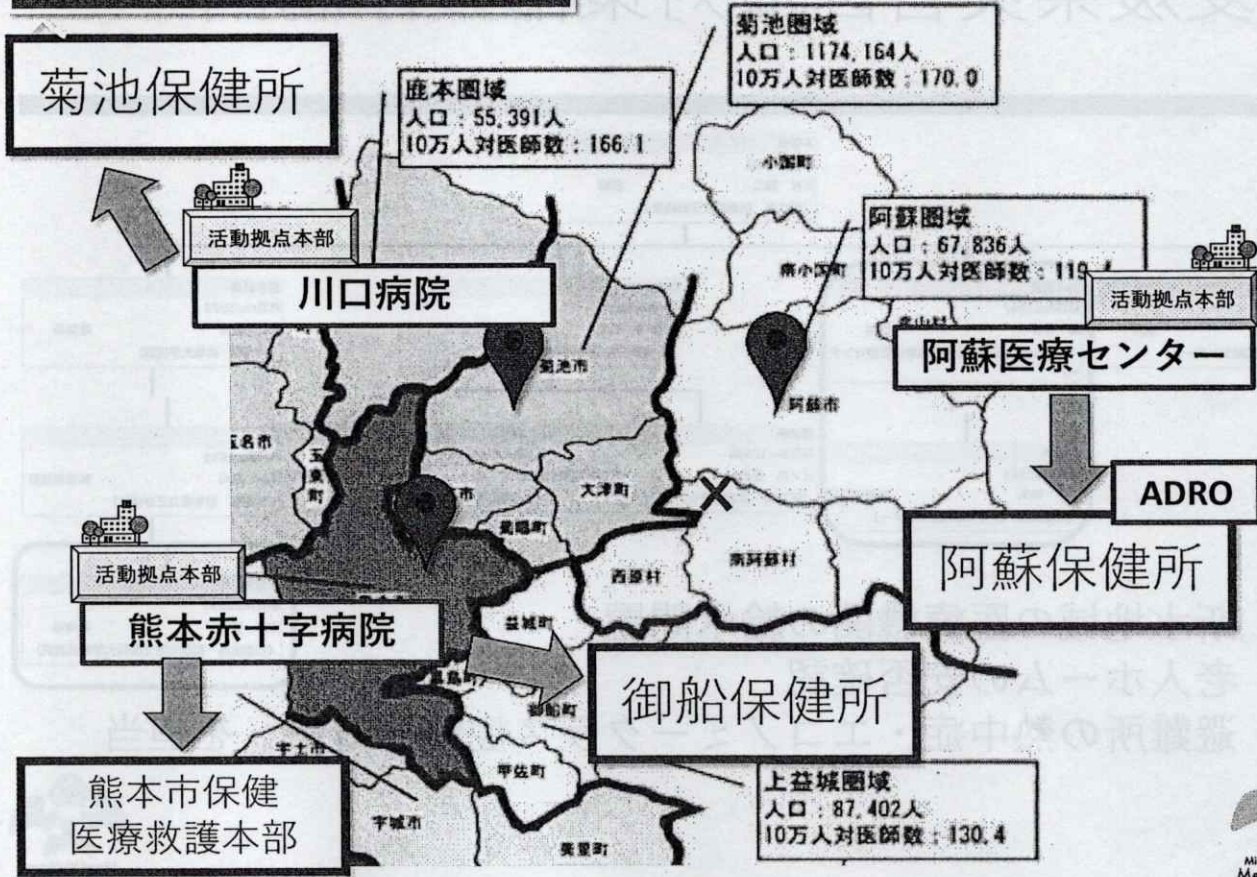 菊池圏域
人口：1174,164人
10万人対医師数：170.0
菊池保健所
鹿本圏域
人口：55,391人
10万人対医師数：166.1
小国町
活動拠点本部
川口病院
阿蘇圏域
人口：67,836人
10万人対医師数：119.
南小国町
活動拠点本部
阿蘇医療センター
菊池市
阿蘇市
玉名市
玉東町
大津町
菊陽町
ADRO
阿蘇保健所
西原村
南阿蘇村
活動拠点本部
熊本赤十字病院
益城町
嘉島町
御船町
御船保健所
宇土市
甲佐町
熊本市保健
医療救護本部
宇城市
美里町
上益城圏域
人口：87,402人
10万人対医師数：130.4